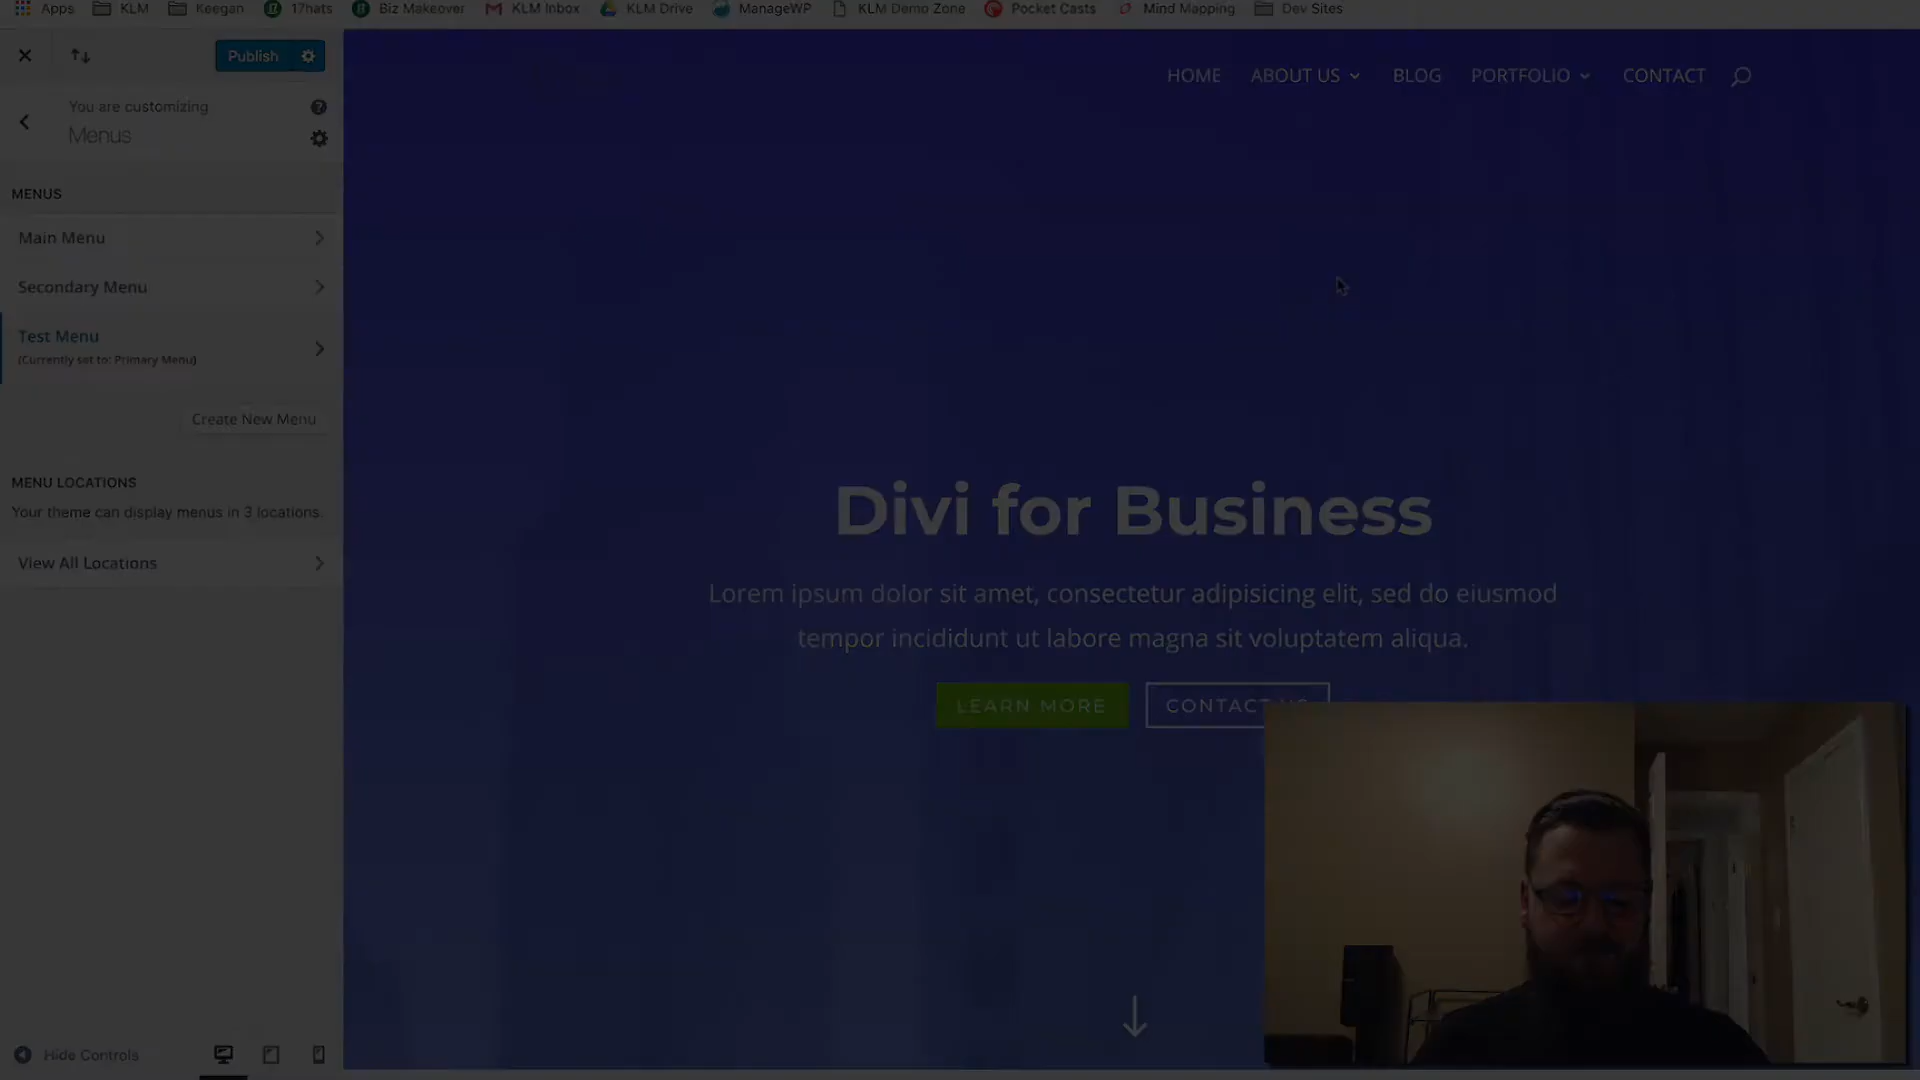 Apps KLM Keegan 17hats Biz Makeover KLM Inbox KLM Drive ManageWP KLM Demo Zone Pocket Casts Mind Mapping Dev Sites
Publish
You are customizing
Menus
MENUS
Main Menu
Secondary Menu
Test Menu
(Currently set to: Primary Menu)
Create New Menu
MENU LOCATIONS
Your theme can display menus in 3 locations.
View All Locations
Hide Controls
HOME ABOUT US BLOG PORTFOLIO CONTACT
Divi for Business
Lorem ipsum dolor sit amet, consectetur adipisicing elit, sed do eiusmod
tempor incididunt ut labore magna sit voluptatem aliqua.
LEARN MORE
CONTACT US